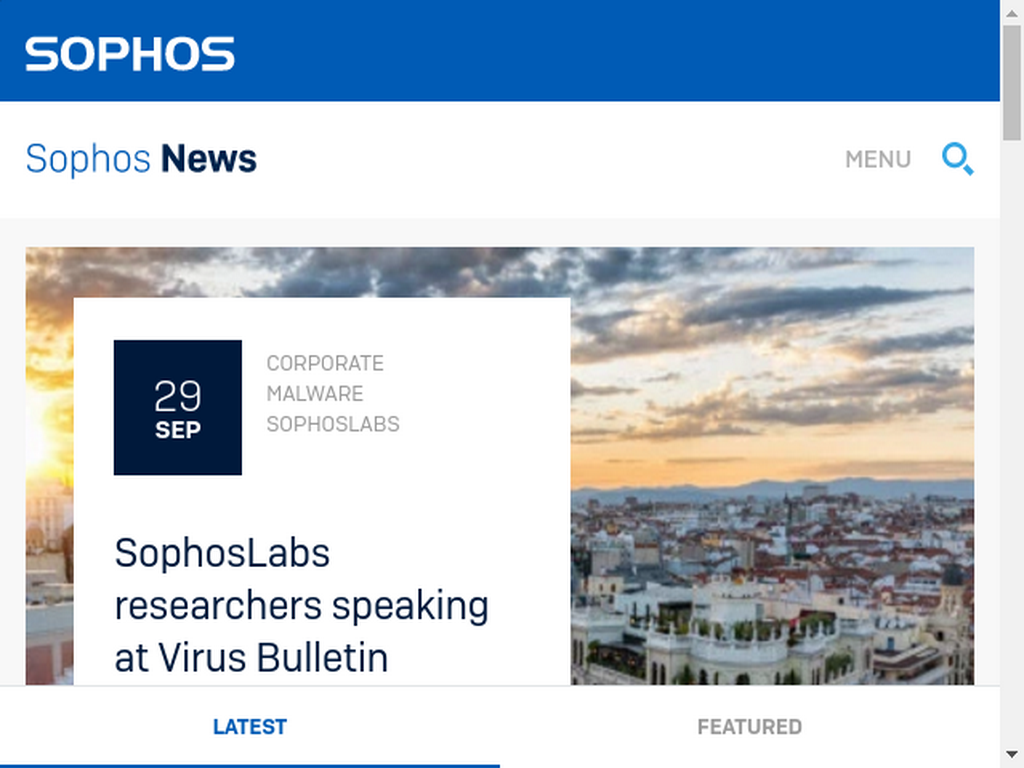 SOPHOS
Sophos News
MENU
29
SEP
CORPORATE
MALWARE
SOPHOSLABS
SophosLabs
researchers speaking
at Virus Bulletin
LATEST
FEATURED